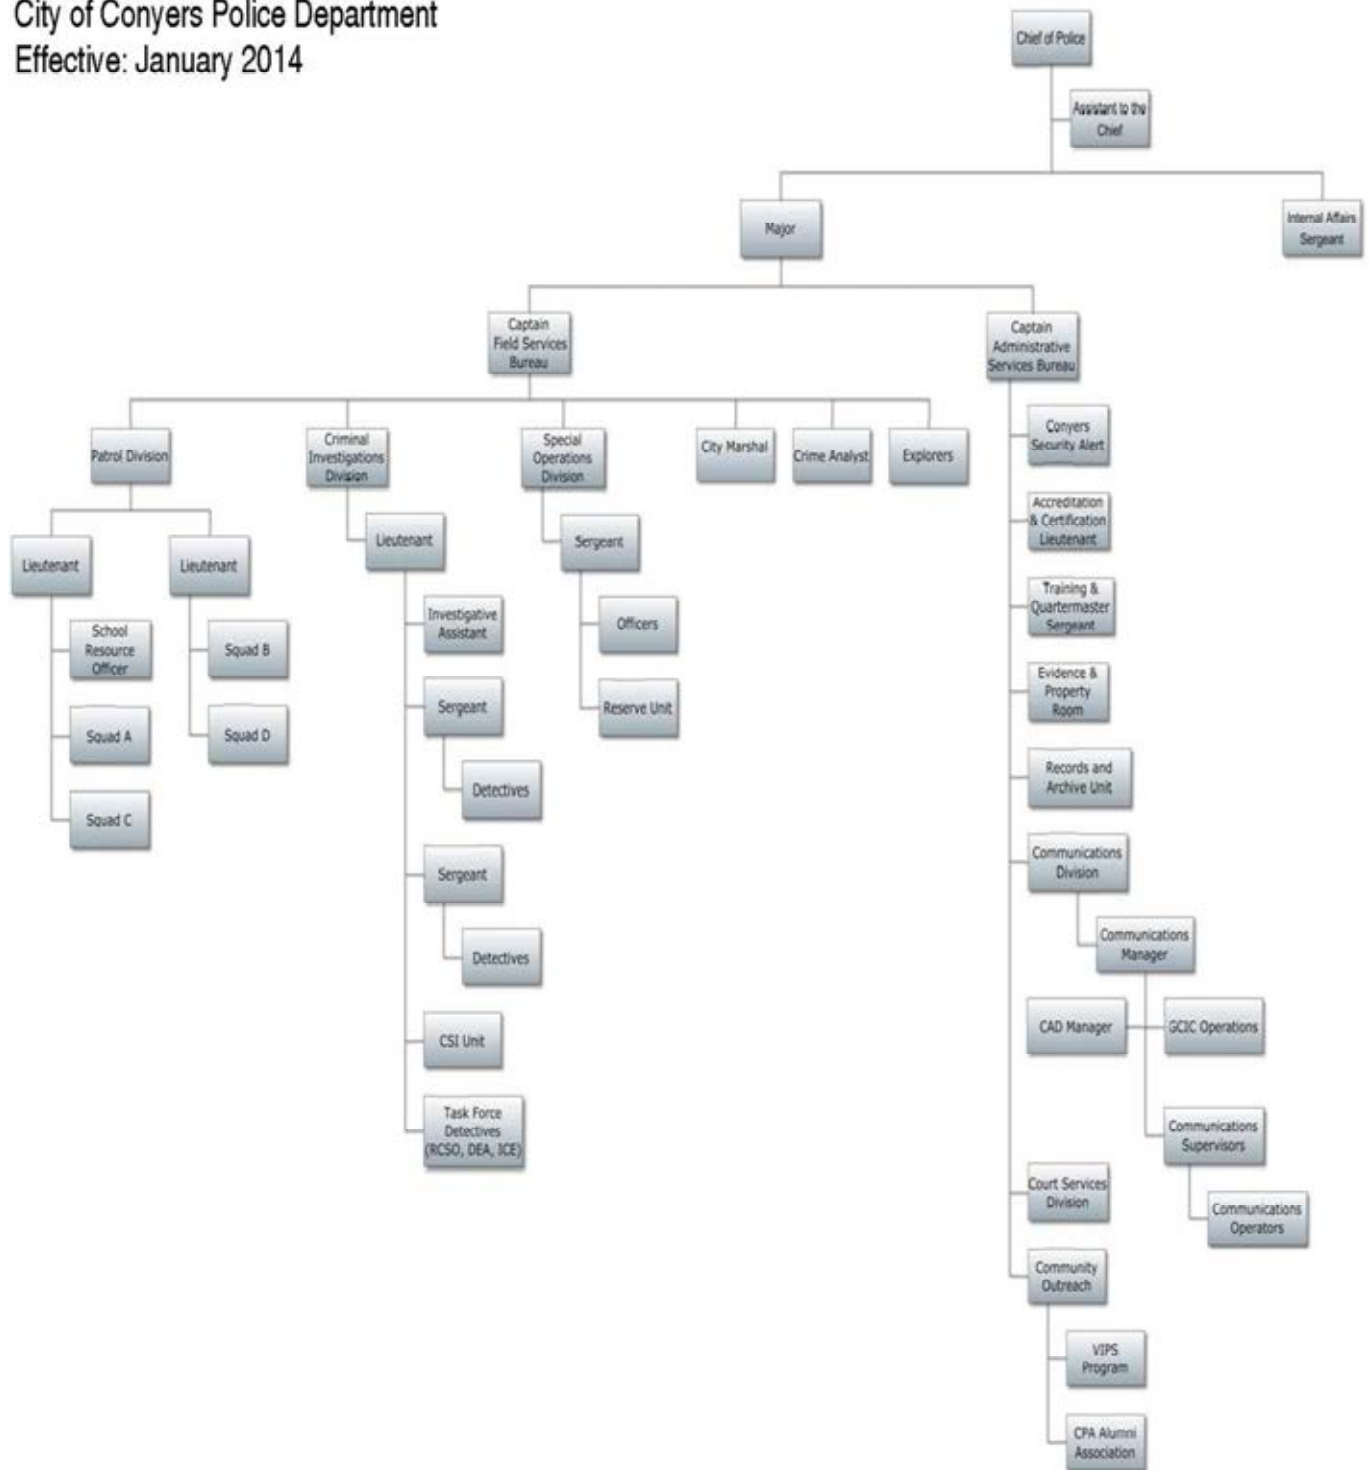 City of Conyers Police Department
Effective: January 2014
Chief of Police
Assistant to the
Chief
Major
Internal Affairs
Sergeant
Captain
Field Services
Bureau
Captain
Administrative
Services Bureau
Patrol Division
Criminal
Investigations
Division
Special
Operations
Division
City Marshal
Crime Analyst
Explorers
Lieutenant
School
Resource
Officer
Squad A
Squad C
Lieutenant
Squad B
Squad D
Lieutenant
Investigative
Assistant
Sergeant
Detectives
Sergeant
Detectives
CSI Unit
Task Force
Detectives
(RCSO, DEA, ICE)
Sergeant
Officers
Reserve Unit
Conyers
Security Alert
Accreditation
& Certification
Lieutenant
Training &
Quartermaster
Sergeant
Evidence &
Property
Room
Records and
Archive Unit
Communications
Division
Communications
Manager
CAD Manager
GCIC Operations
Communications
Supervisors
Communications
Operators
Court Services
Division
Community
Outreach
VIPS
Program
CPA Alumni
Association